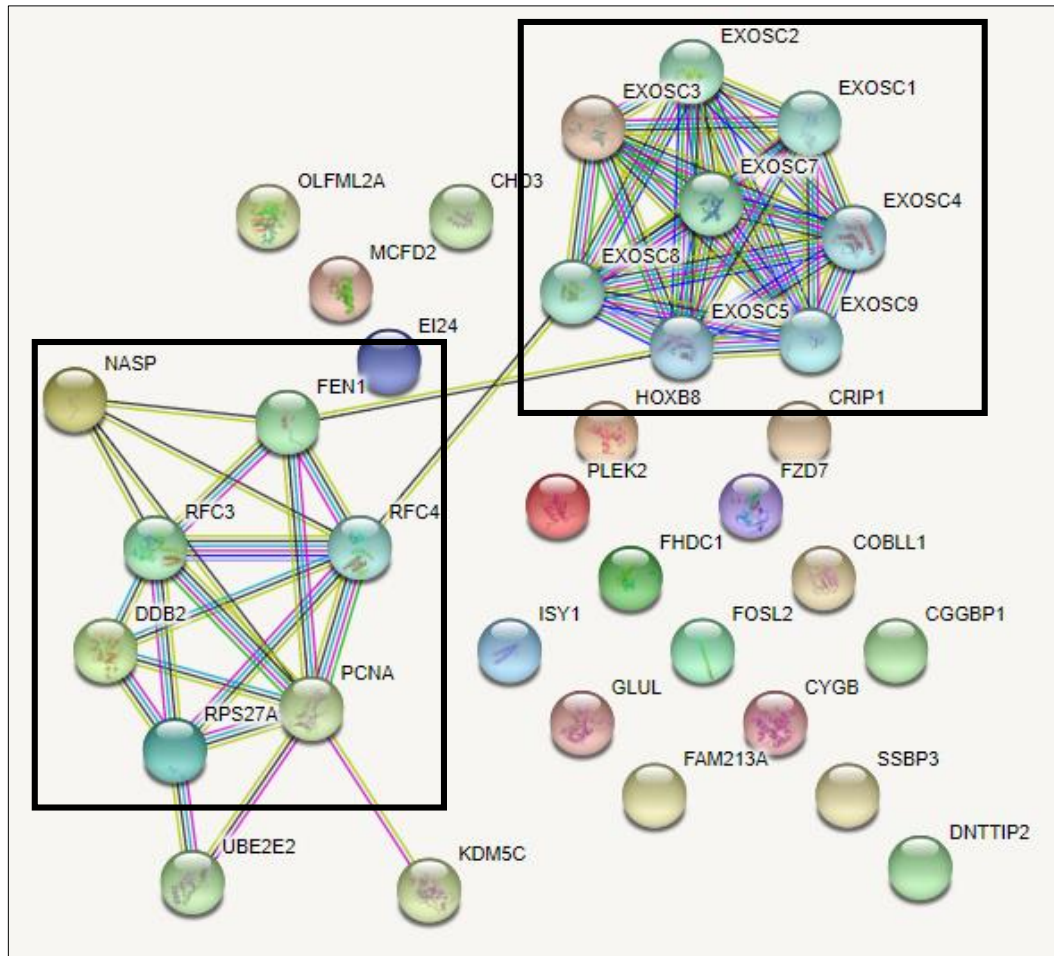 EXOSC2
EXOSC3
EXOSC1
EXOSC7
OLFML2A
CHD3
EXOSC4
MCFD2
EXOSC8
EXOSC5
EXOSC9
EI24
NASP
FEN1
HOXB8
CRIP1
PLEK2
FZD7
RFC3
RFC4
FHDC1
COBLL1
DDB2
ISY1
FOSL2
CGGBP1
PCNA
RPS27A
GLUL
CYGB
FAM213A
SSBP3
UBE2E2
KDM5C
DNTTIP2